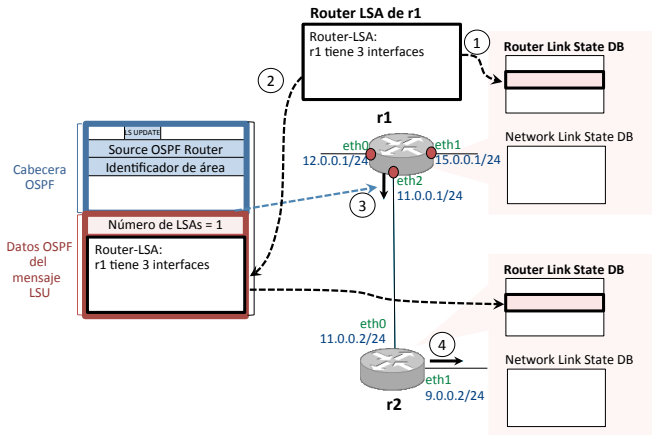 Router LSA de r1
Router-LSA:
r1 tiene 3 interfaces
1
Router Link State DB
2
r1
LS UPDATE
Source OSPF Router
Identificador de área
Cabecera
OSPF
eth0
12.0.0.1/24
eth1
15.0.0.1/24
eth2
11.0.0.1/24
Network Link State DB
3
Número de LSAs = 1
Datos OSPF
del
mensaje
LSU
Router-LSA:
r1 tiene 3 interfaces
Router Link State DB
eth0
11.0.0.2/24
4
Network Link State DB
eth1
9.0.0.2/24
r2